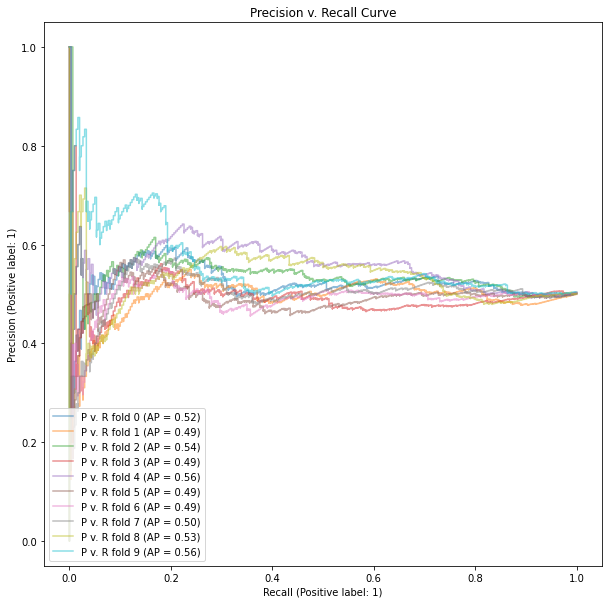 Precision v. Recall Curve
Precision (Positive label: 1)
1.0
0.8
0.6
0.4
0.2
0.0
P v. R fold 0 (AP = 0.52)
P v. R fold 1 (AP = 0.49)
P v. R fold 2 (AP = 0.54)
P v. R fold 3 (AP = 0.49)
P v. R fold 4 (AP = 0.56)
P v. R fold 5 (AP = 0.49)
P v. R fold 6 (AP = 0.49)
P v. R fold 7 (AP = 0.50)
P v. R fold 8 (AP = 0.53)
P v. R fold 9 (AP = 0.56)
0.0 0.2 0.4 0.6 0.8 1.0
Recall (Positive label: 1)